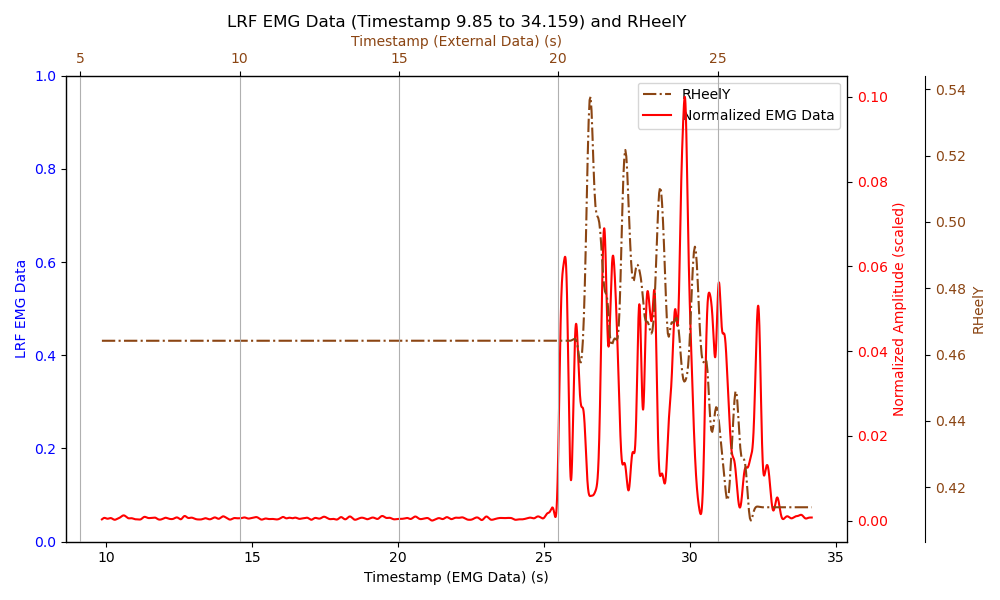 LRF EMG Data (Timestamp 9.85 to 34.159) and RHeelY
Timestamp (External Data) (s)
5 10 15 20 25
RHeelY
Normalized EMG Data
1.0
0.8
0.6
0.4
0.2
0.0
LRF EMG Data
0.10
0.08
0.06
0.04
0.02
0.00
Normalized Amplitude (scaled)
0.54
0.52
0.50
0.48
0.46
0.44
0.42
RHeelY
10 15 20 25 30 35
Timestamp (EMG Data) (s)